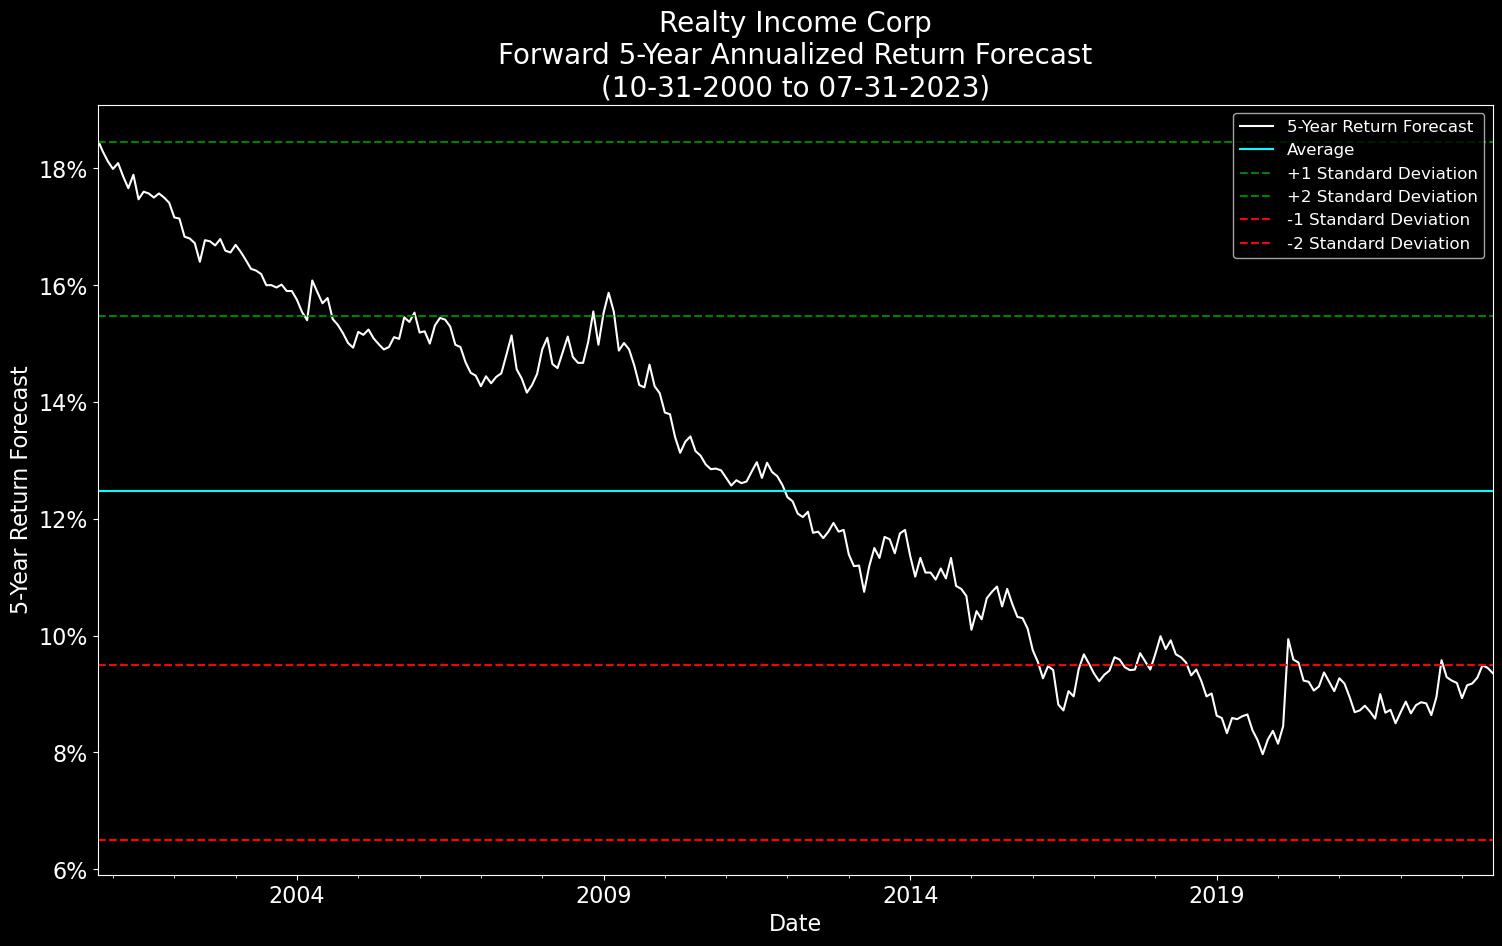 Realty Income Corp
Forward 5-Year Annualized Return Forecast
(10-31-2000 to 07-31-2023)
5-Year Return Forecast
Average
+1 Standard Deviation
+2 Standard Deviation
-1 Standard Deviation
-2 Standard Deviation
18%
16%
14%
12%
10%
8%
6%
5-Year Return Forecast
2004
2009
2014
2019
Date